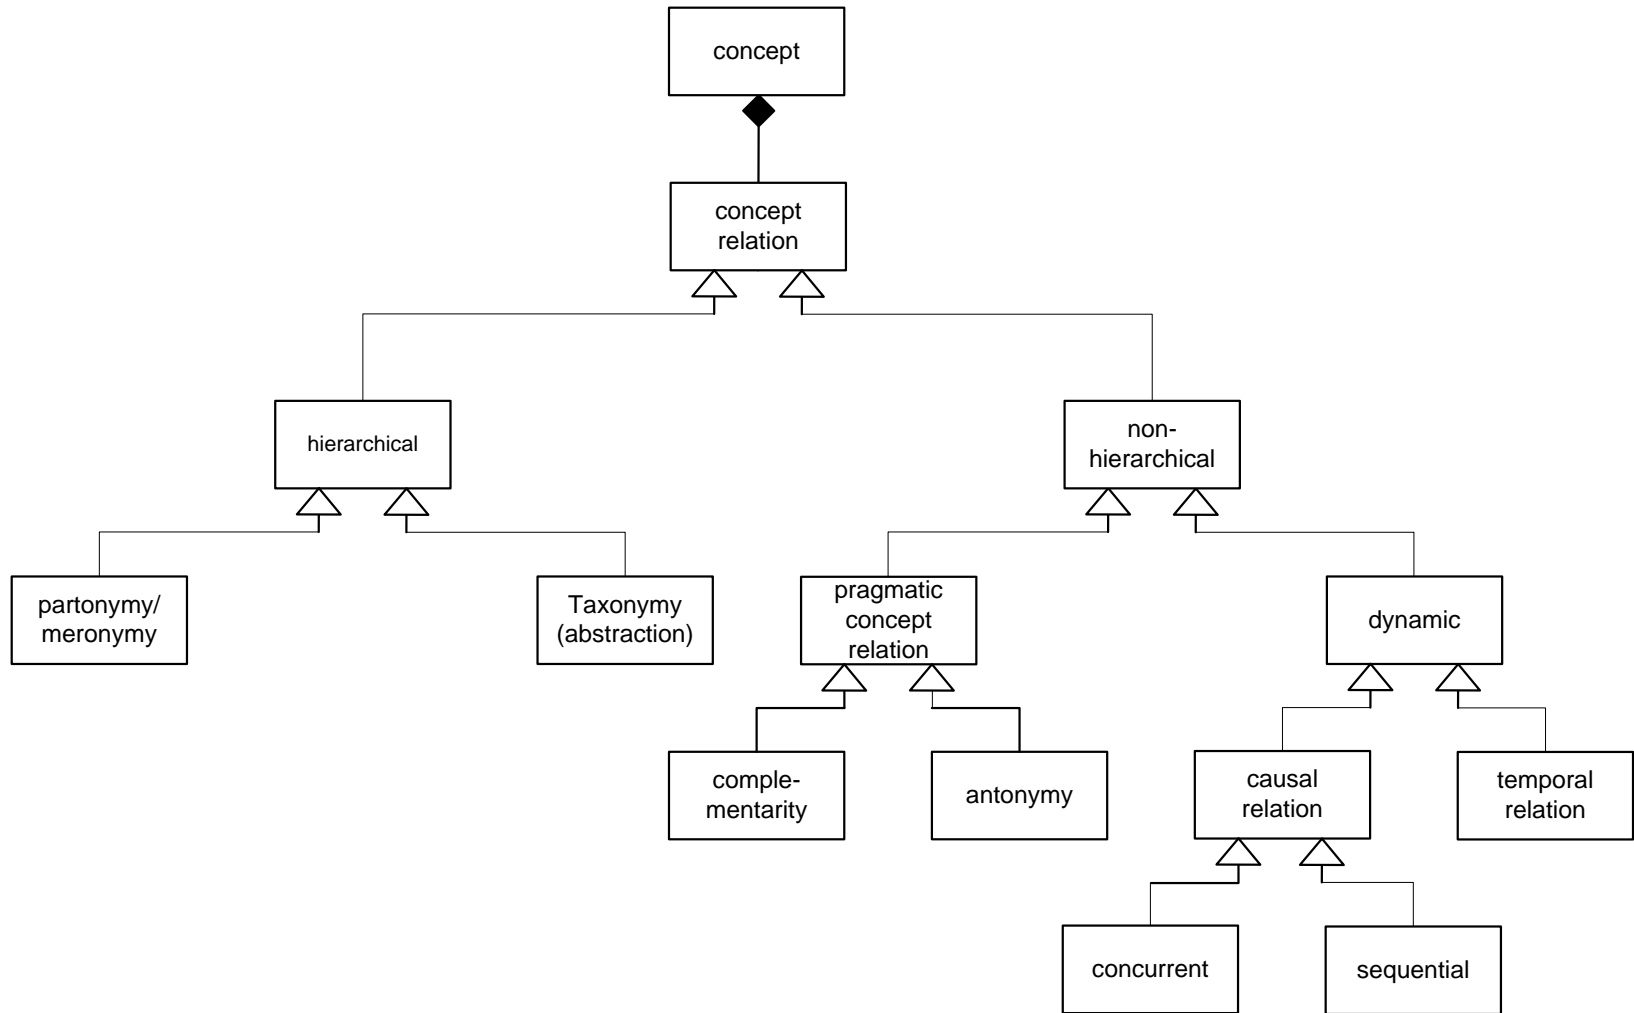 concept
concept
relation
hierarchical
non-
hierarchical
partonymy/
meronymy
Taxonymy
(abstraction)
pragmatic
concept
relation
dynamic
comple-
mentarity
antonymy
causal
relation
temporal
relation
concurrent
sequential